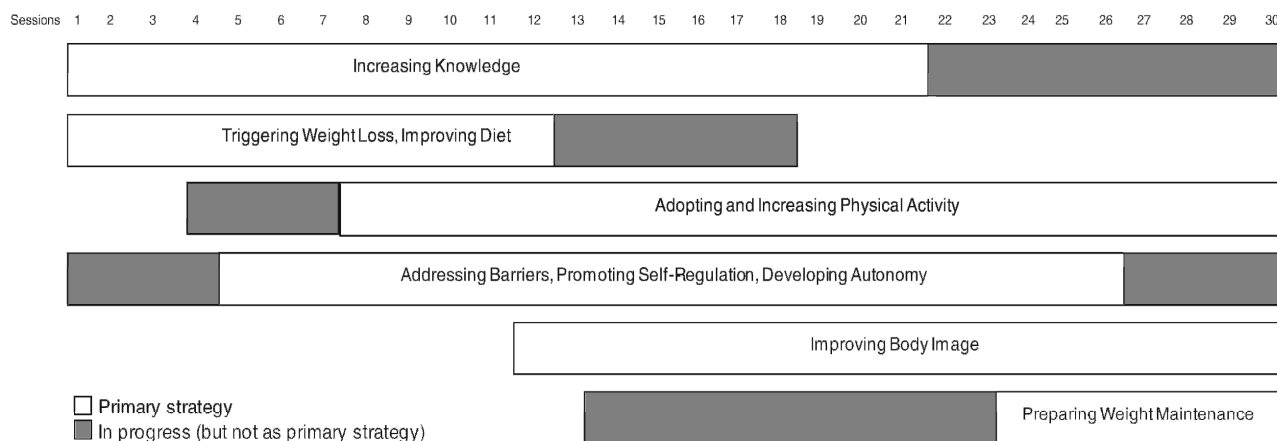 Sessions 1 2 3 4 5 6 7 8 9 10 11 12 13 14 15 16 17 18 19 20 21 22 23 24 25 26 27 28 29 30
Increasing Knowledge
Triggering Weight Loss, Improving Diet
Adopting and Increasing Physical Activity
Addressing Barriers, Promoting Self-Regulation, Developing Autonomy
Improving Body Image
Primary strategy
Preparing Weight Maintenance
In progress (but not as primary strategy)